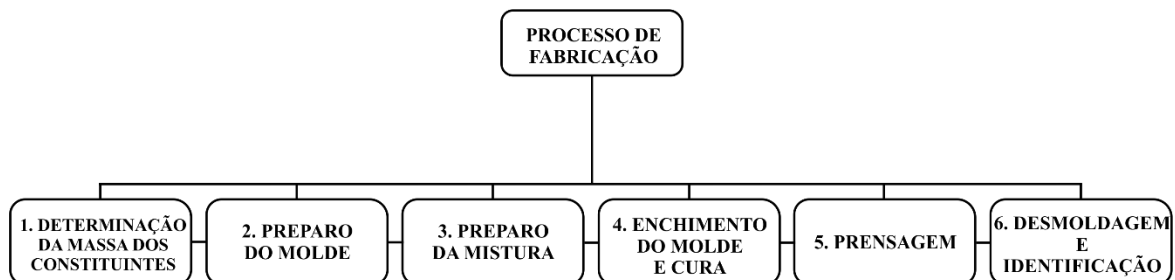 PROCESSO DE
FABRICAÇÃO
1. DETERMINAÇÃO
DA MASSA DOS
CONSTITUINTES
2. PREPARO
DO MOLDE
3. PREPARO
DA MISTURA
4. ENCHIMENTO
DO MOLDE
E CURA
5. PRENSAGEM
6. DESMOLDAGEM
E
IDENTIFICAÇÃO